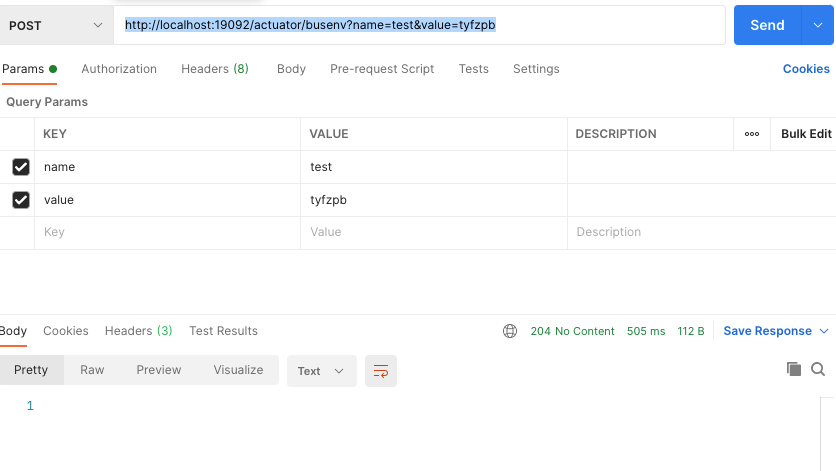 POST http://localhost:19092/actuator/busenv?name=test&value=tyfzpb Send
Params Authorization Headers (8) Body Pre-request Script Tests Settings Cookies
Query Params
KEY VALUE DESCRIPTION ooo Bulk Edit
name test
value tyfzpb
Key Value Description
Body Cookies Headers (3) Test Results 204 No Content 505 ms 112 B Save Response
Pretty Raw Preview Visualize Text
1